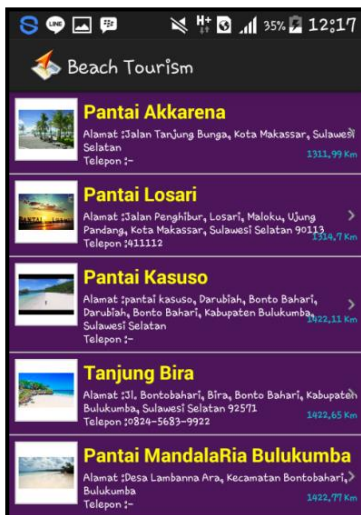 35% 12:17
Beach Tourism
Pantai Akkarena
Alamat :Jalan Tanjung Bunga, Kota Makassar, Sulawesi
Selatan
Telepon :-
1311,99 Km
Pantai Losari
Alamat :Jalan Penghibur, Losari, Maloku, Ujung
Pandang, Kota Makassar, Sulawesi Selatan 90113
Telepon :411112
1314,7 Km
Pantai Kasuso
Alamat :pantai kasuso, Darubiah, Bonto Bahari,
Darubiah, Bonto Bahari, Kabupaten Bulukumba,
Sulawesi Selatan
Telepon :-
1422,11 Km
Tanjung Bira
Alamat :Jl. Bontobahari, Bira, Bonto Bahari, Kabupaten
Bulukumba, Sulawesi Selatan 92571
Telepon :0824-5683-9922
1422,65 Km
Pantai MandalaRia Bulukumba
Alamat :Desa Lambanna Ara, Kecamatan Bontobahari,
Bulukumba
Telepon :-
1422,77 Km